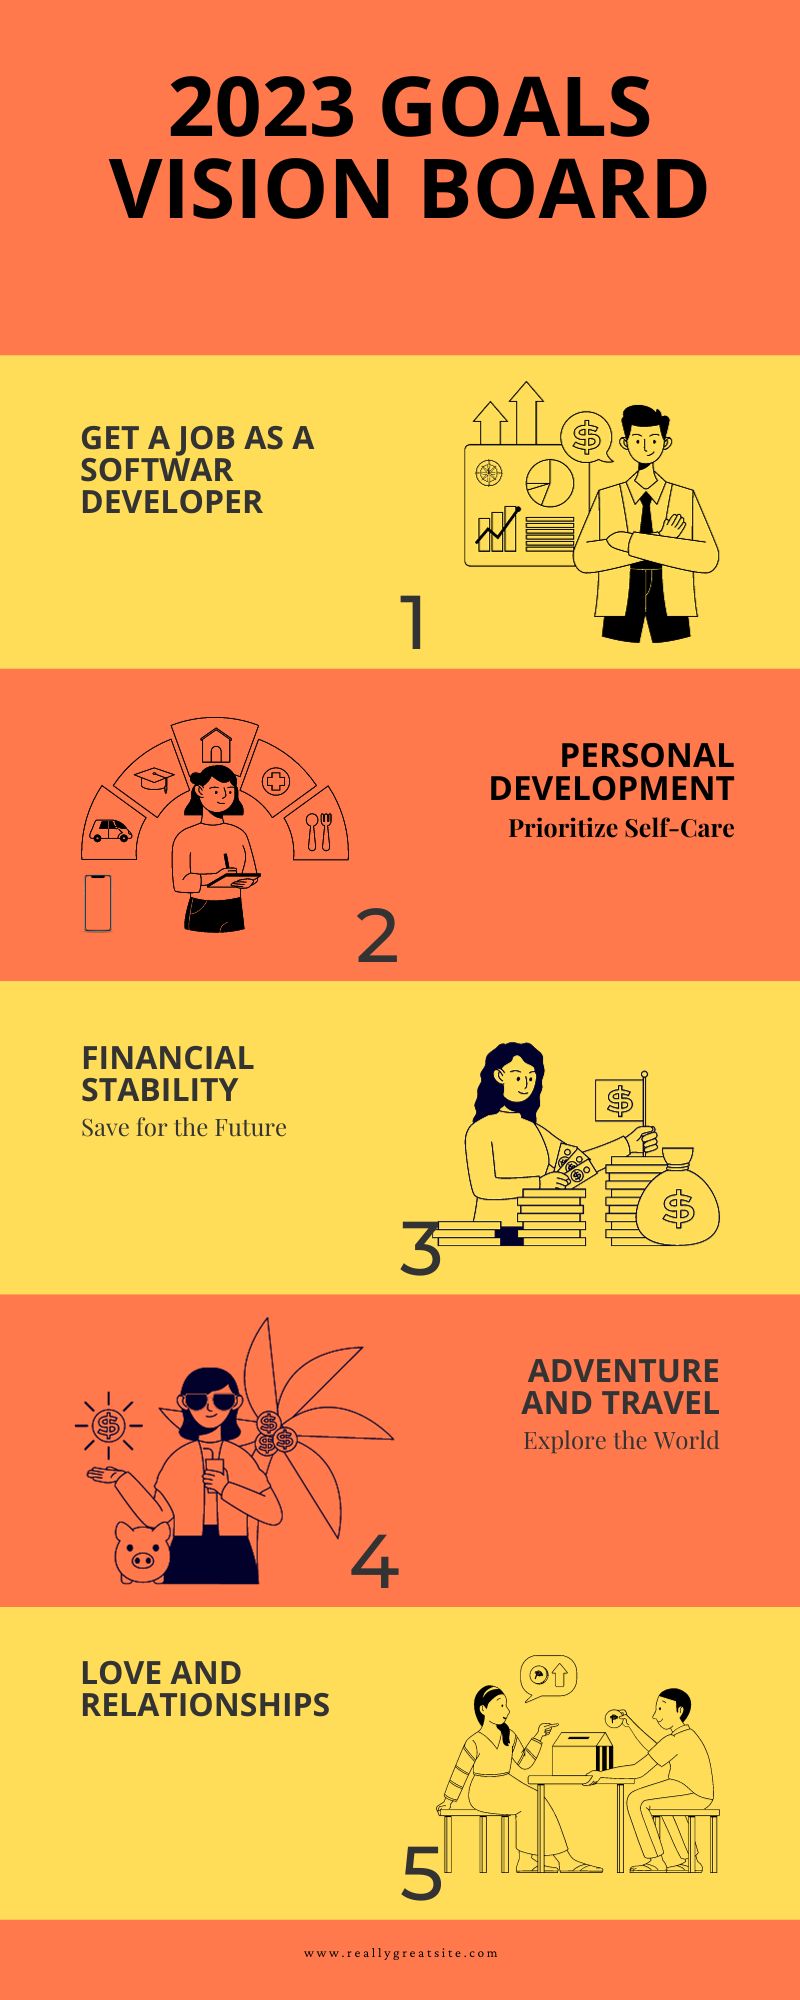 2023 GOALS
VISION BOARD
GET A JOB AS A
SOFTWAR
DEVELOPER
$
1
PERSONAL
DEVELOPMENT
Prioritize Self-Care
2
FINANCIAL
STABILITY
Save for the Future
$
$
3
ADVENTURE
AND TRAVEL
Explore the World
$
$
$
$
4
LOVE AND
RELATIONSHIPS
5
www.reallygreatsite.com